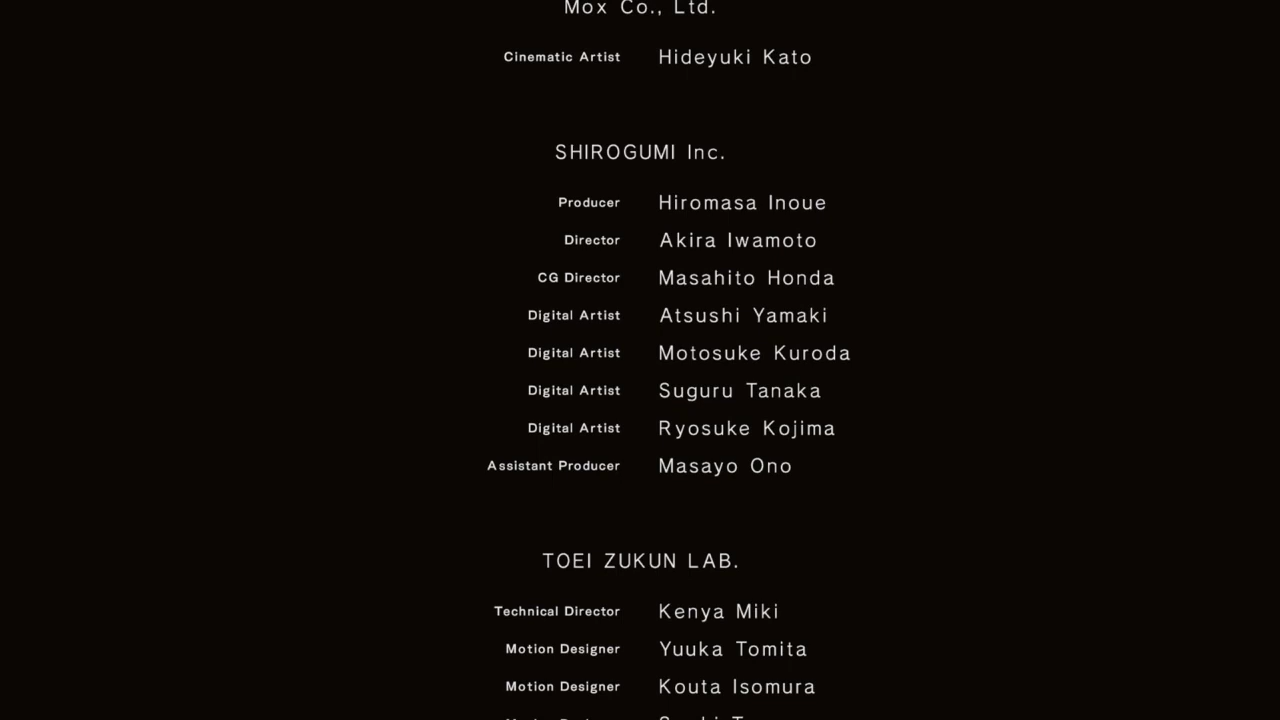 Mox Co., Ltd.
Cinematic Artist Hideyuki Kato
SHIROGUMI Inc.
Producer Hiromasa Inoue
Director Akira Iwamoto
CG Director Masahito Honda
Digital Artist Atsushi Yamaki
Digital Artist Motosuke Kuroda
Digital Artist Suguru Tanaka
Digital Artist Ryosuke Kojima
Assistant Producer Masayo Ono
TOEI ZUKUN LAB.
Technical Director Kenya Miki
Motion Designer Yuuka Tomita
Motion Designer Kouta Isomura